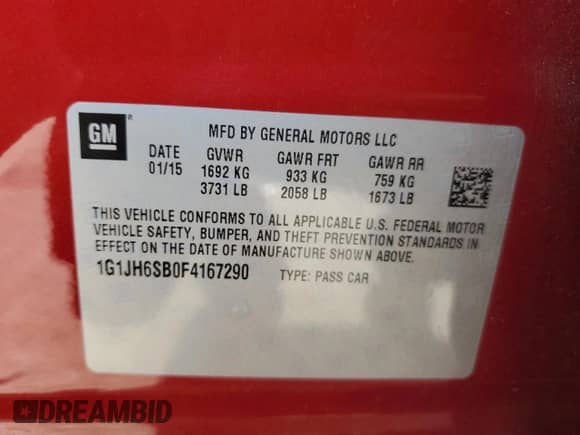 GM ®
MFD BY GENERAL MOTORS LLC
DATE GVWR GAWR FRT GAWR RR
01/15 1692 KG 933 KG 759 KG
3731 LB 2058 LB 1673 LB
THIS VEHICLE CONFORMS TO ALL APPLICABLE U.S. FEDERAL MOTOR
VEHICLE SAFETY, BUMPER, AND THEFT PREVENTION STANDARDS IN
EFFECT ON THE DATE OF MANUFACTURE SHOWN ABOVE.
1G1JH6SB0F4167290 TYPE: PASS CAR
DREAMBID